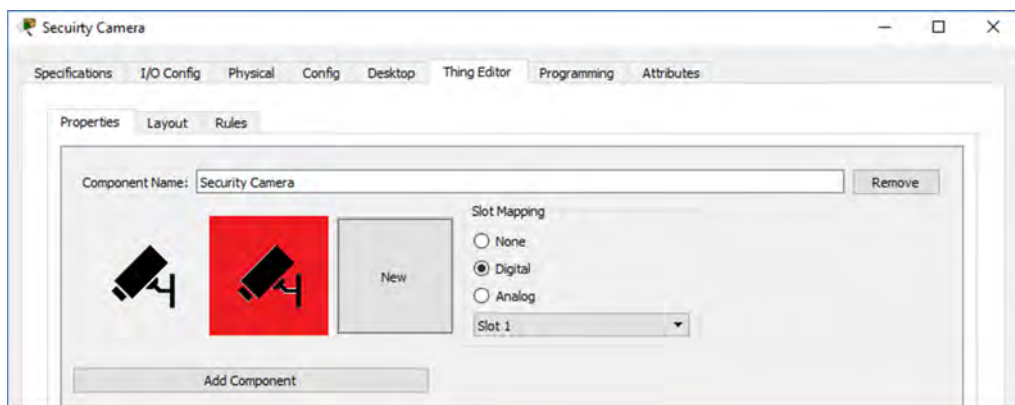 Secuirty Camera
Specifications I/O Config Physical Config Desktop Thing Editor Programming Attributes
Properties Layout Rules
Component Name: Security Camera Remove
Slot Mapping
None
New Digital
Analog
Slot 1
Add Component